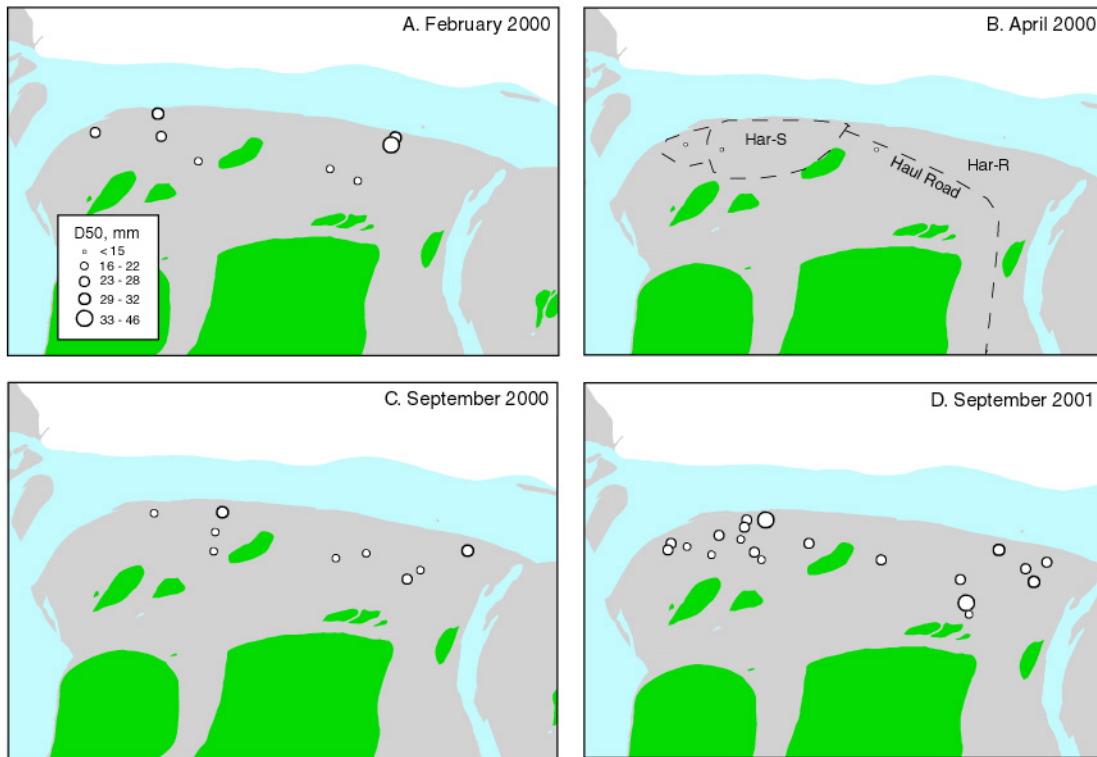 A. February 2000
D50, mm
< 15
16 - 22
23 - 28
29 - 32
33 - 46
B. April 2000
Har-S
Har-R
Haul Road
C. September 2000
D. September 2001